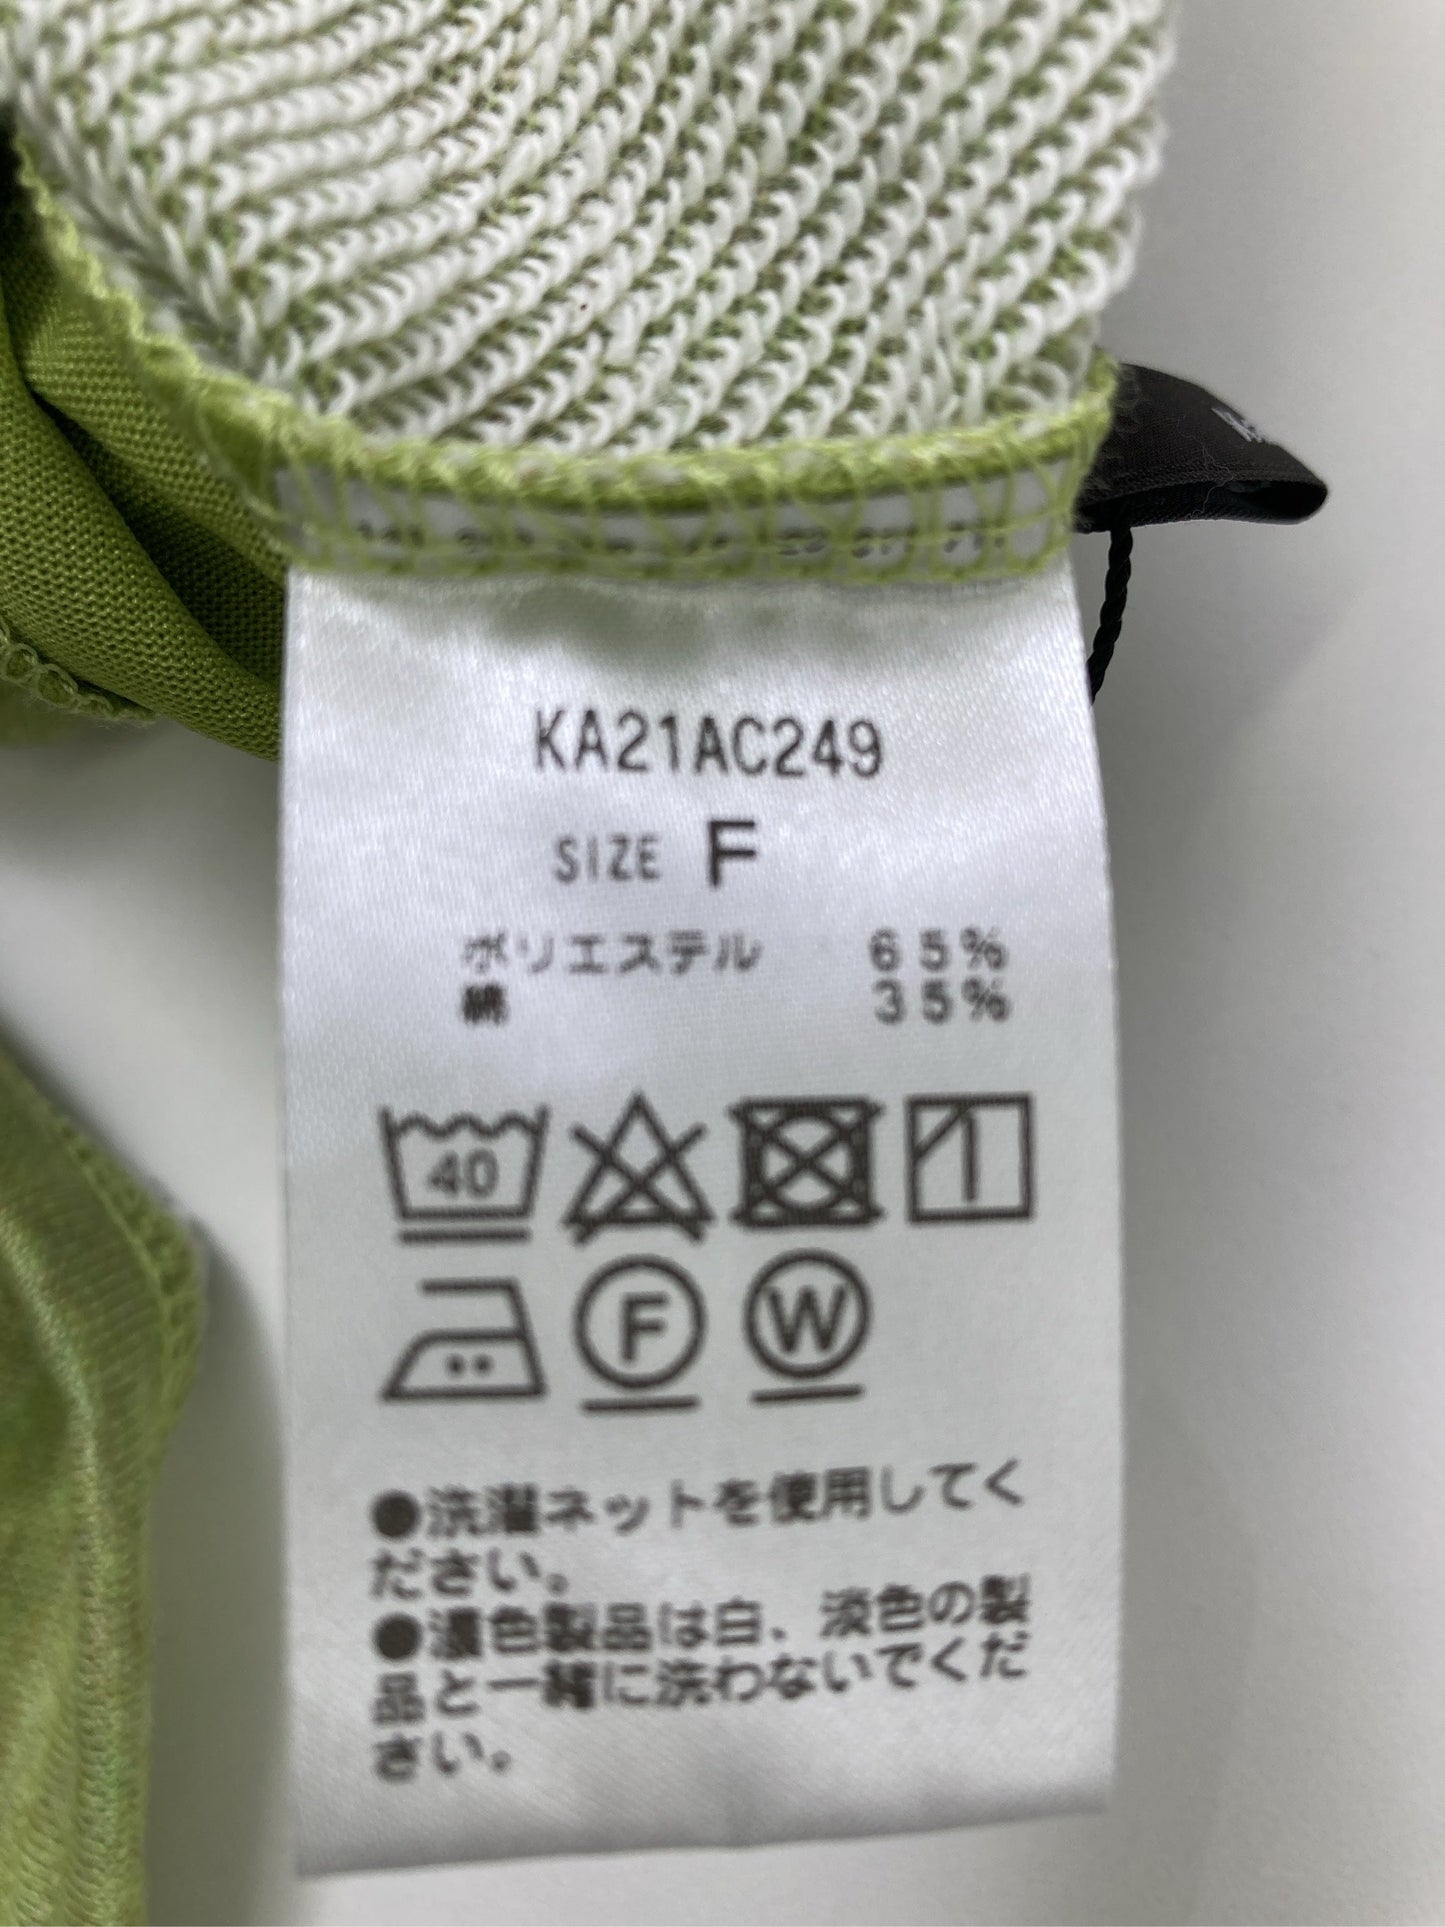 KA21AC249
SIZE F
ポリエステル 65%
綿 35%
40
F W
●洗濯ネットを使用してく
ださい。
●濃色製品は白、淡色の製
品と一緒に洗わないでくだ
さい。